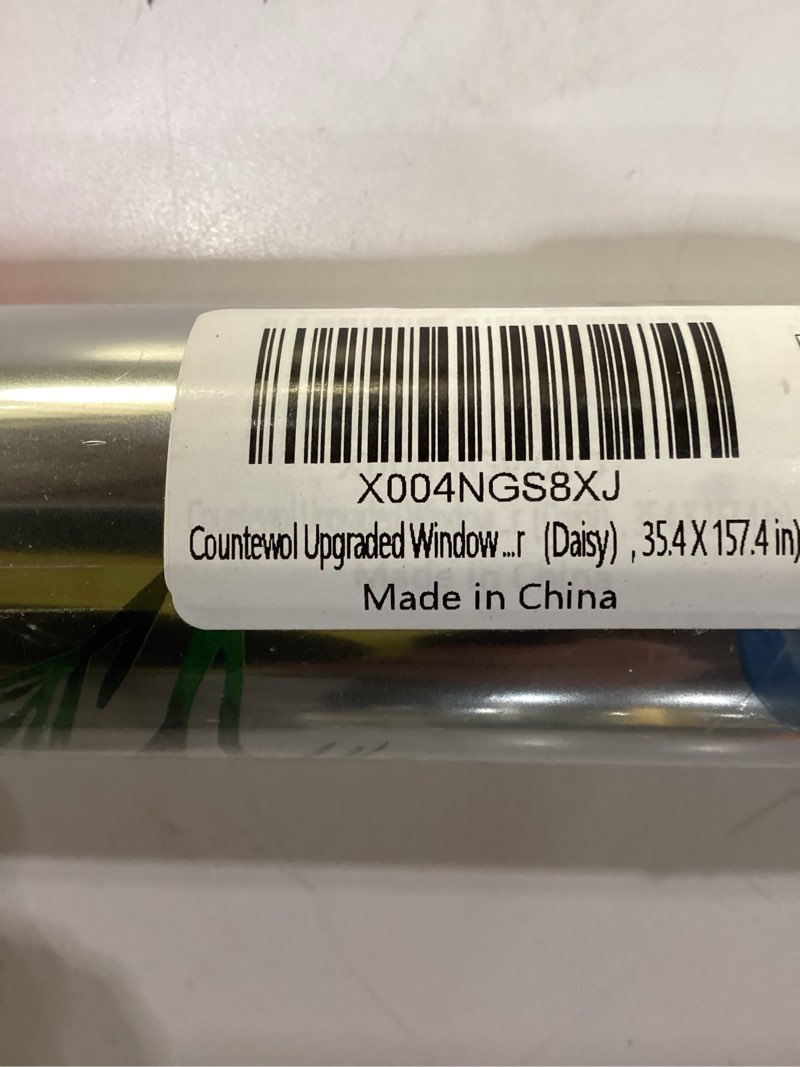 X004NGS8XJ
Countewol Upgraded Window...r (Daisy) , 35.4 X 157.4 in)
Made in China